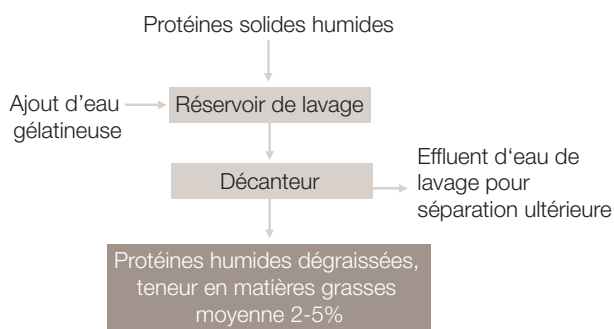 Protéines solides humides
Ajout d'eau
gélatineuse
Réservoir de lavage
Décanteur
Effluent d‘eau de
lavage pour
séparation ultérieure
Protéines humides dégraissées,
teneur en matières grasses
moyenne 2-5%